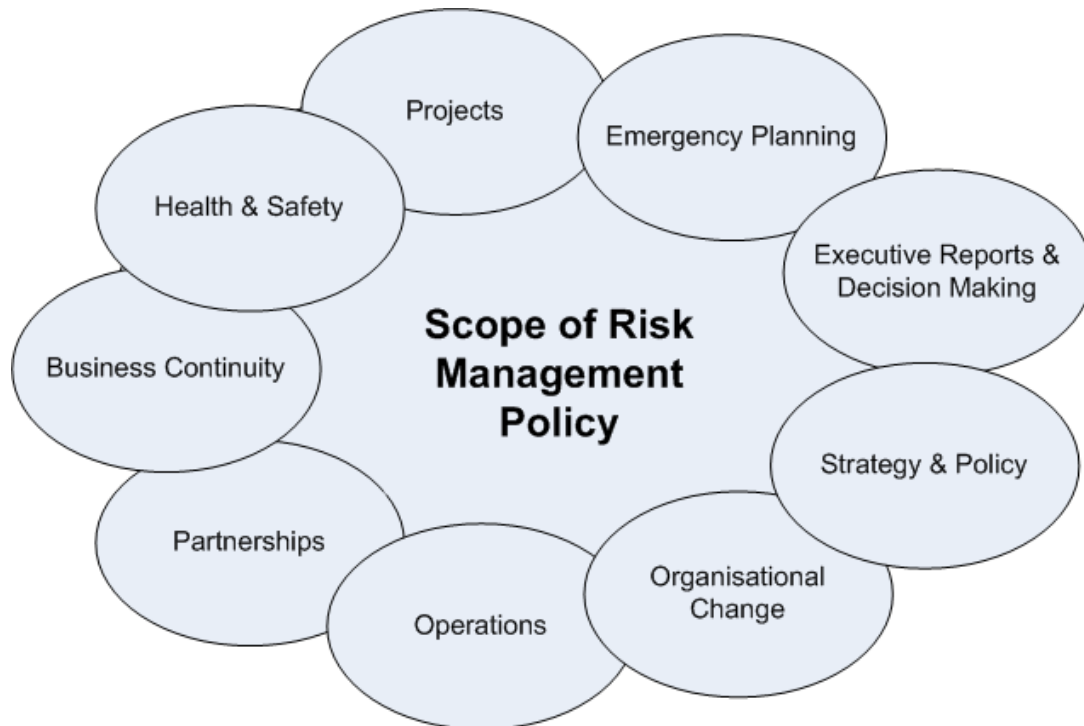 Projects
Emergency Planning
Health & Safety
Executive Reports &
Decision Making
Scope of Risk
Management
Policy
Business Continuity
Strategy & Policy
Partnerships
Organisational
Change
Operations